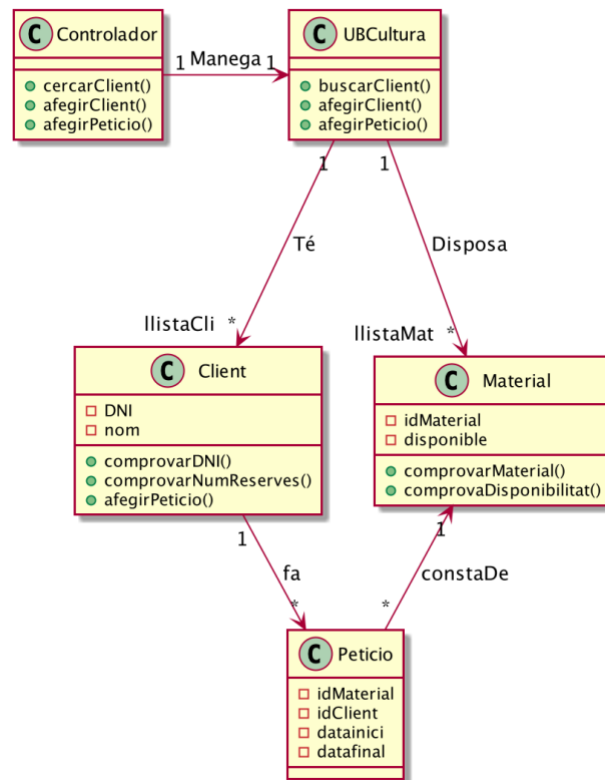 C Controlador
cercarClient()
afegirClient()
afegirPeticio()
1 Manega 1
C UBCultura
buscarClient()
afegirClient()
afegirPeticio()
1
1
Té
Disposa
llistaCli *
llistaMat *
C Client
DNI
nom
comprovarDNI()
comprovarNumReserves()
afegirPeticio()
C Material
idMaterial
disponible
comprovarMaterial()
comprovaDisponibilitat()
1
1
fa
constaDe
*
*
C Peticio
idMaterial
idClient
datainici
datafinal